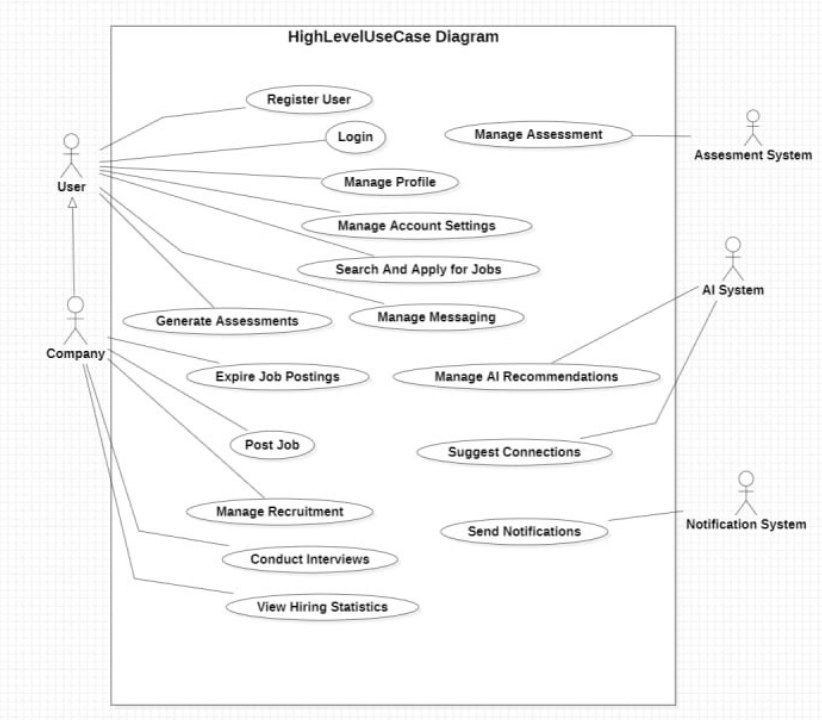 HighLevelUseCase Diagram
Register User
Login
Manage Assessment
Assesment System
Manage Profile
User
Manage Account Settings
Search And Apply for Jobs
AI System
Generate Assessments
Manage Messaging
Company
Expire Job Postings
Manage AI Recommendations
Post Job
Suggest Connections
Manage Recruitment
Notification System
Send Notifications
Conduct Interviews
View Hiring Statistics